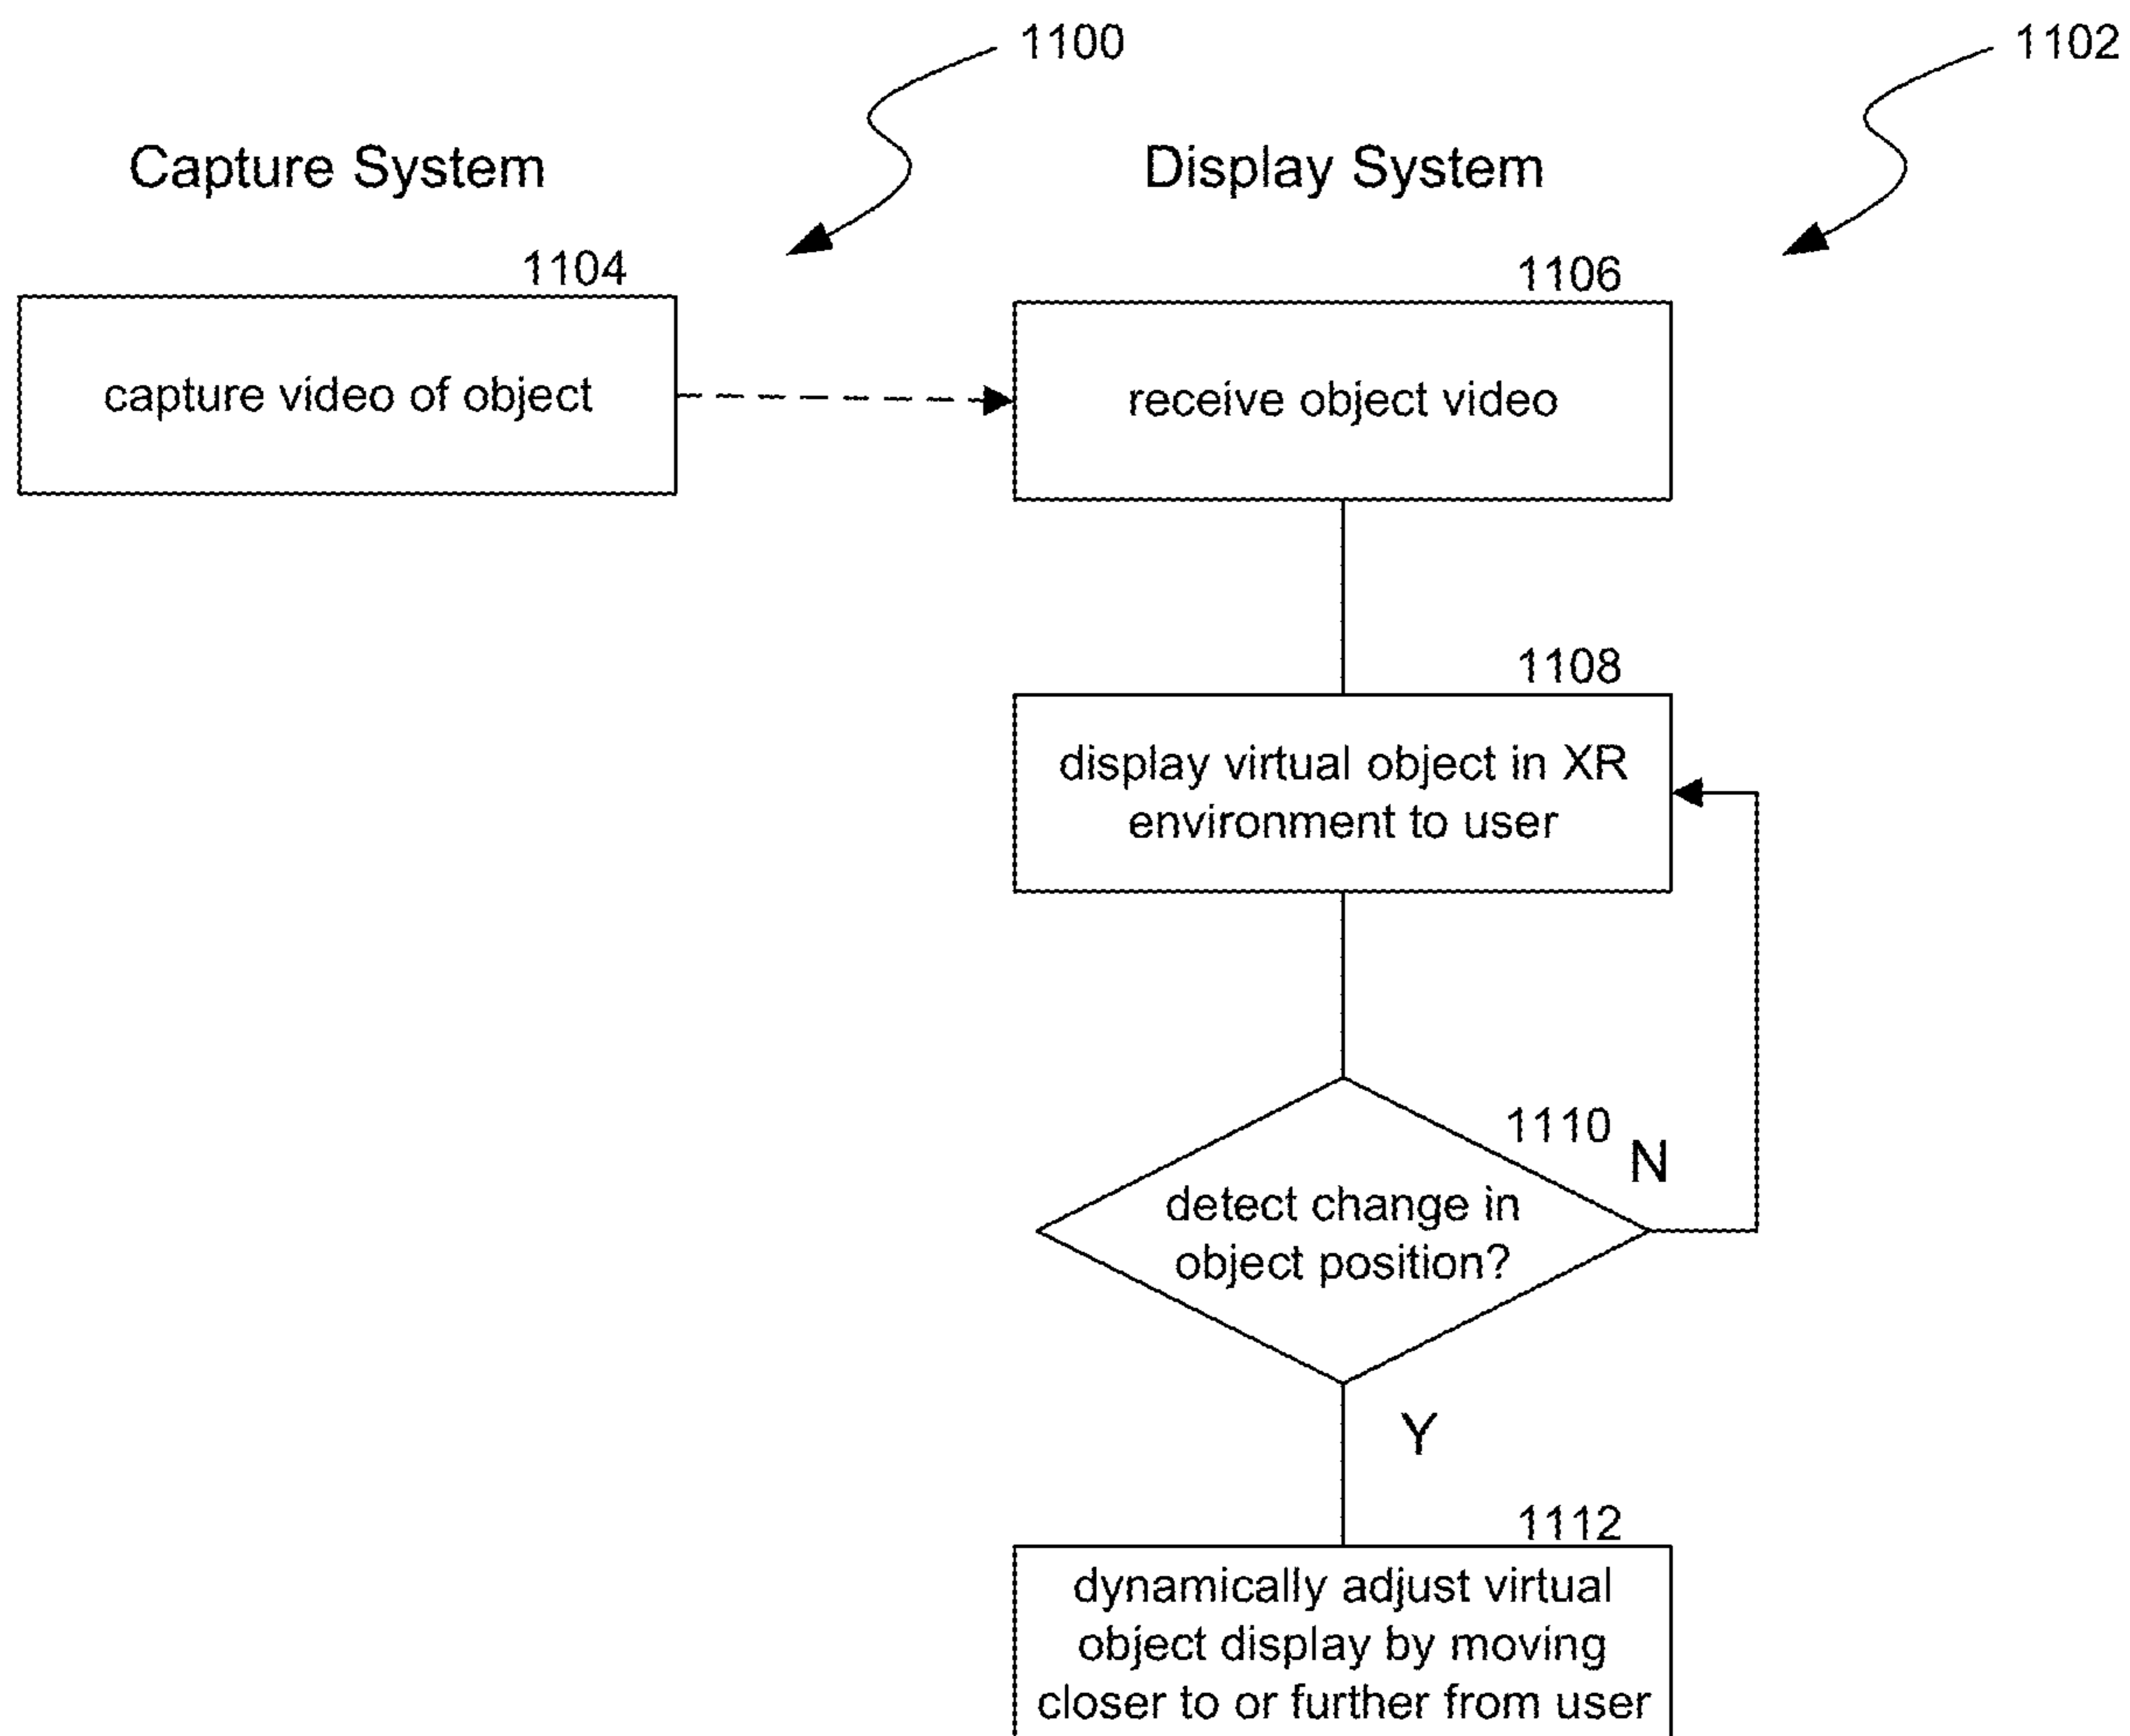 1100
1102
Capture System
Display System
1104
1106
capture video of object
receive object video
1108
display virtual object in XR
environment to user
1110
N
detect change in
object position?
Y
1112
dynamically adjust virtual
object display by moving
closer to or further from user